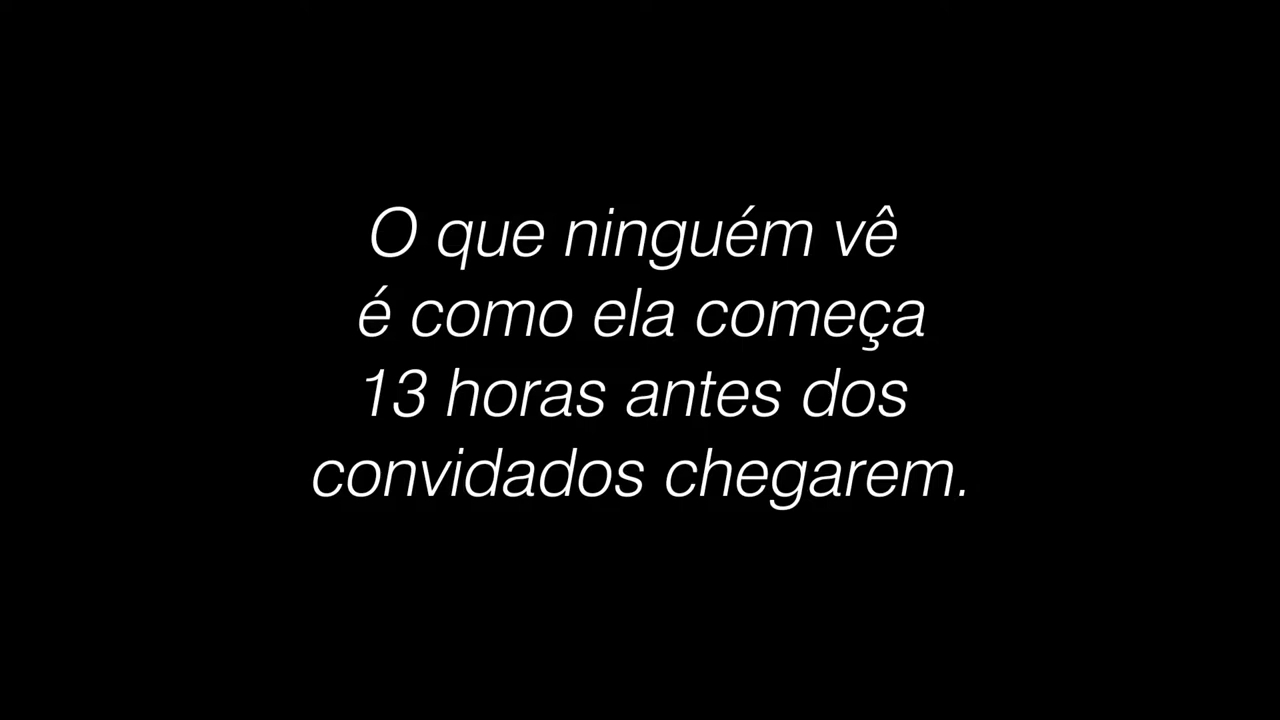 O que ninguém vê
é como ela começa
13 horas antes dos
convidados chegarem.